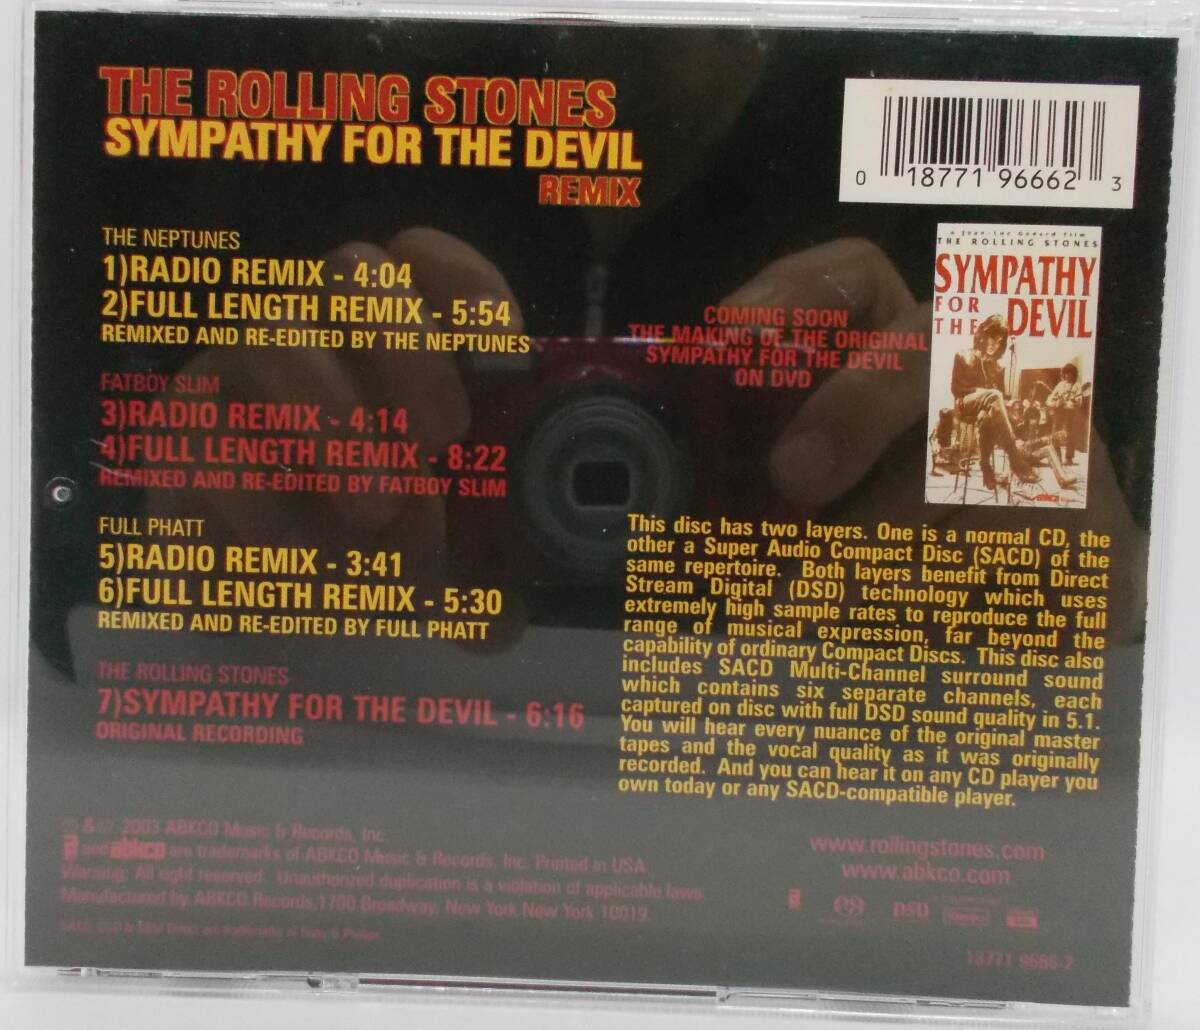 THE ROLLING STONES
SYMPATHY FOR THE DEVIL
REMIX
THE NEPTUNES
1)RADIO REMIX - 4:04
2)FULL LENGTH REMIX - 5:54
REMIXED AND RE-EDITED BY THE NEPTUNES
FATBOY SLIM
3)RADIO REMIX - 4:14
4)FULL LENGTH REMIX - 8:22
REMIXED AND RE-EDITED BY FATBOY SLIM
FULL PHATT
5)RADIO REMIX - 3:41
6)FULL LENGTH REMIX - 5:30
REMIXED AND RE-EDITED BY FULL PHATT
THE ROLLING STONES
7)SYMPATHY FOR THE DEVIL - 6:16
ORIGINAL RECORDING
0 18771 96662 3
COMING SOON
THE MAKING OF THE ORIGINAL
SYMPATHY FOR THE DEVIL
ON DVD
a Jean-Luc Godard film
THE ROLLING STONES
SYMPATHY
FOR
THE DEVIL
This disc has two layers. One is a normal CD, the
other a Super Audio Compact Disc (SACD) of the
same repertoire. Both layers benefit from Direct
Stream Digital (DSD) technology which uses
extremely high sample rates to reproduce the full
range of musical expression, far beyond the
capability of ordinary Compact Discs. This disc also
includes SACD Multi-Channel surround sound
which contains six separate channels, each
captured on disc with full DSD sound quality in 5.1.
You will hear every nuance of the original master
tapes and the vocal quality as it was originally
recorded. And you can hear it on any CD player you
own today or any SACD-compatible player.
℗ & © 2003 ABKCO Music & Records, Inc.
and abkco are trademarks of ABKCO Music & Records, Inc. Printed in USA
Warning: All right reserved. Unauthorized duplication is a violation of applicable laws.
Manufactured by ABKCO Records,1700 Broadway, New York New York 10019.
SACD, DSD & are trademarks of Sony & Philips
www.rollingstones.com
www.abkco.com
DSD
18771 9666-2